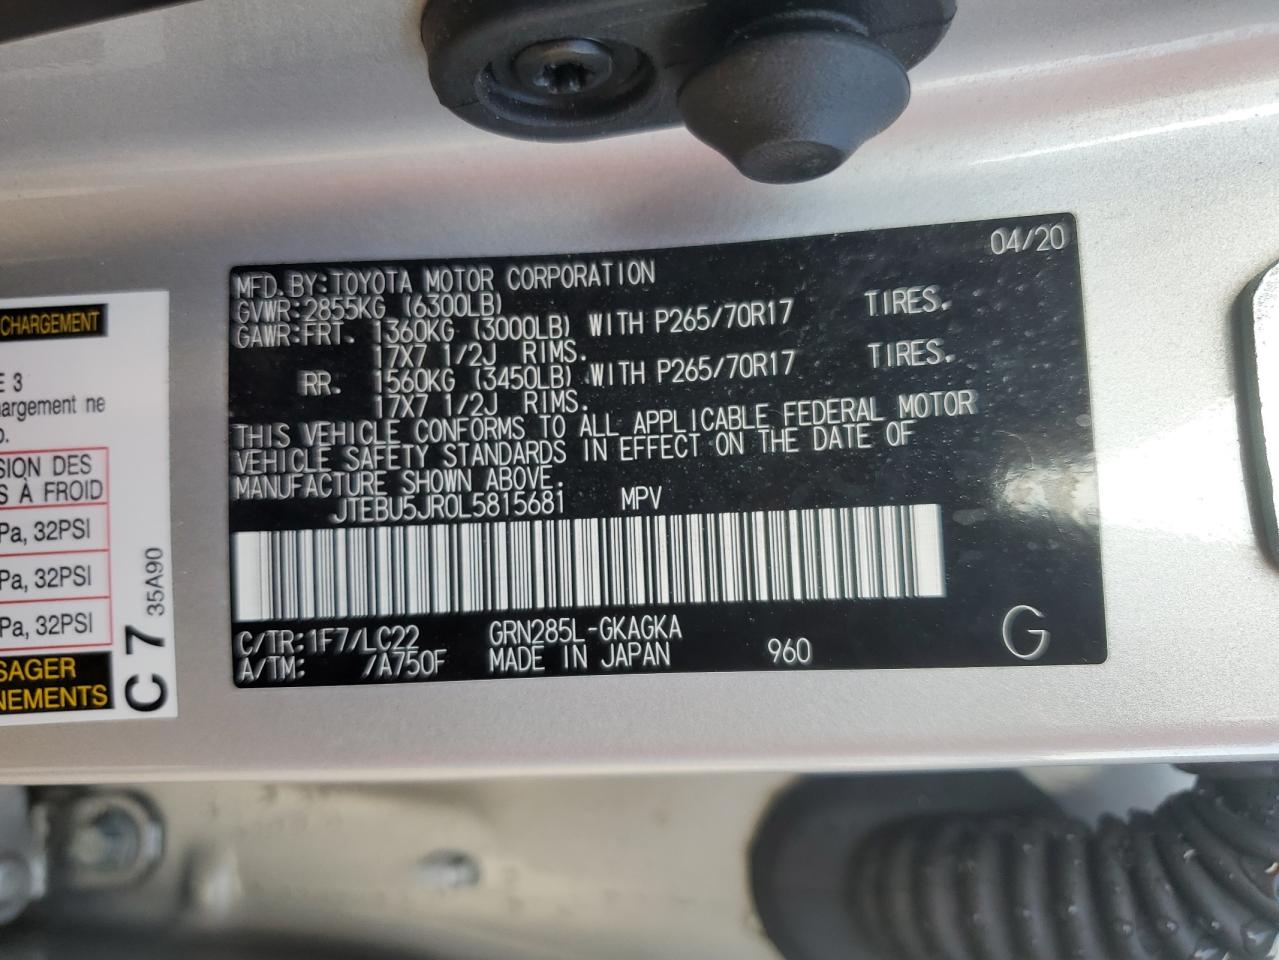 04/20
MFD. BY:TOYOTA MOTOR CORPORATION
GVWR:2855KG (6300LB)
GAWR:FRT. 1360KG (3000LB) WITH P265/70R17 TIRES.
17X7 1/2J RIMS.
RR. 1560KG (3450LB) WITH P265/70R17 TIRES.
17X7 1/2J RIMS.
THIS VEHICLE CONFORMS TO ALL APPLICABLE FEDERAL MOTOR
VEHICLE SAFETY STANDARDS IN EFFECT ON THE DATE OF
MANUFACTURE SHOWN ABOVE.
JTEBU5JR0L5815681 MPV
C/TR:1F7/LC22 GRN285L-GKAGKA
A/TM: /A750F MADE IN JAPAN 960 G
CHARGEMENT
E 3
hargement ne
o.
SION DES
S À FROID
Pa, 32PSI
Pa, 32PSI
Pa, 32PSI
SAGER
NEMENTS
C 7 35A90